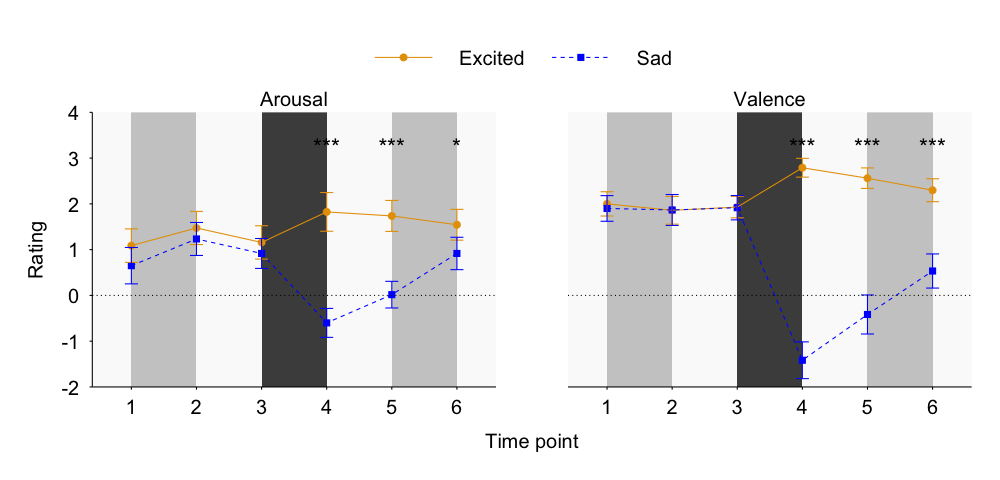 Excited Sad
Arousal Valence
4
3
2
1
0
-1
-2
Rating
*** *** * *** *** ***
1 2 3 4 5 6 1 2 3 4 5 6
Time point